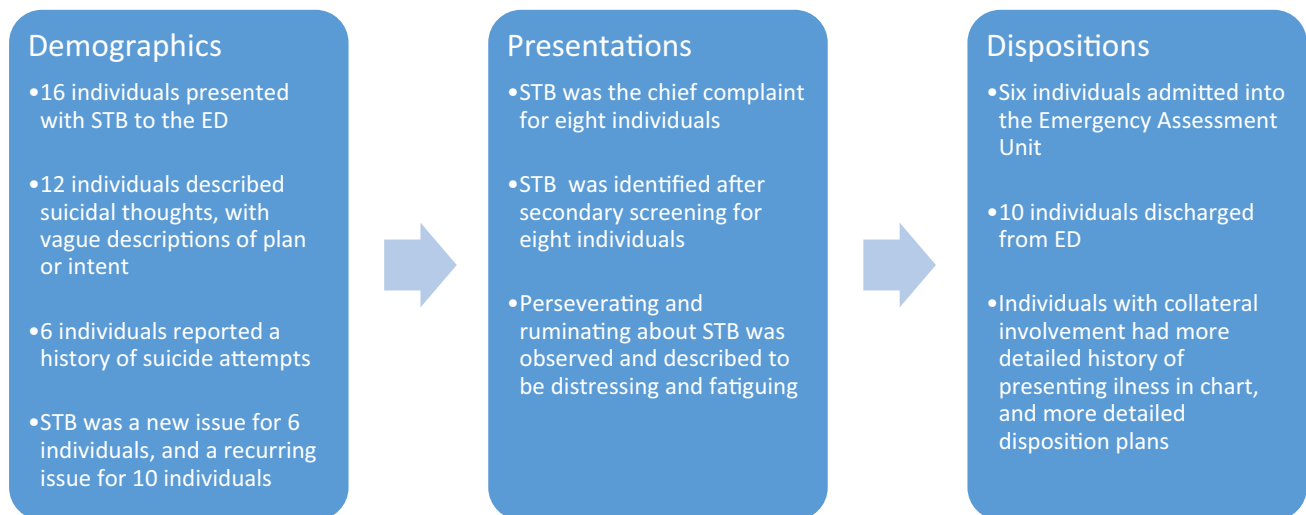 Demographics
•16 individuals presented
with STB to the ED
•12 individuals described
suicidal thoughts, with
vague descriptions of plan
or intent
•6 individuals reported a
history of suicide attempts
•STB was a new issue for 6
individuals, and a recurring
issue for 10 individuals
Presentations
•STB was the chief complaint
for eight individuals
•STB  was identified after
secondary screening for
eight individuals
•Perseverating and
ruminating about STB was
observed and described to
be distressing and fatiguing
Dispositions
•Six individuals admitted into
the Emergency Assessment
Unit
•10 individuals discharged
from ED
•Individuals with collateral
involvement had more
detailed history of
presenting ilness in chart,
and more detailed
disposition plans